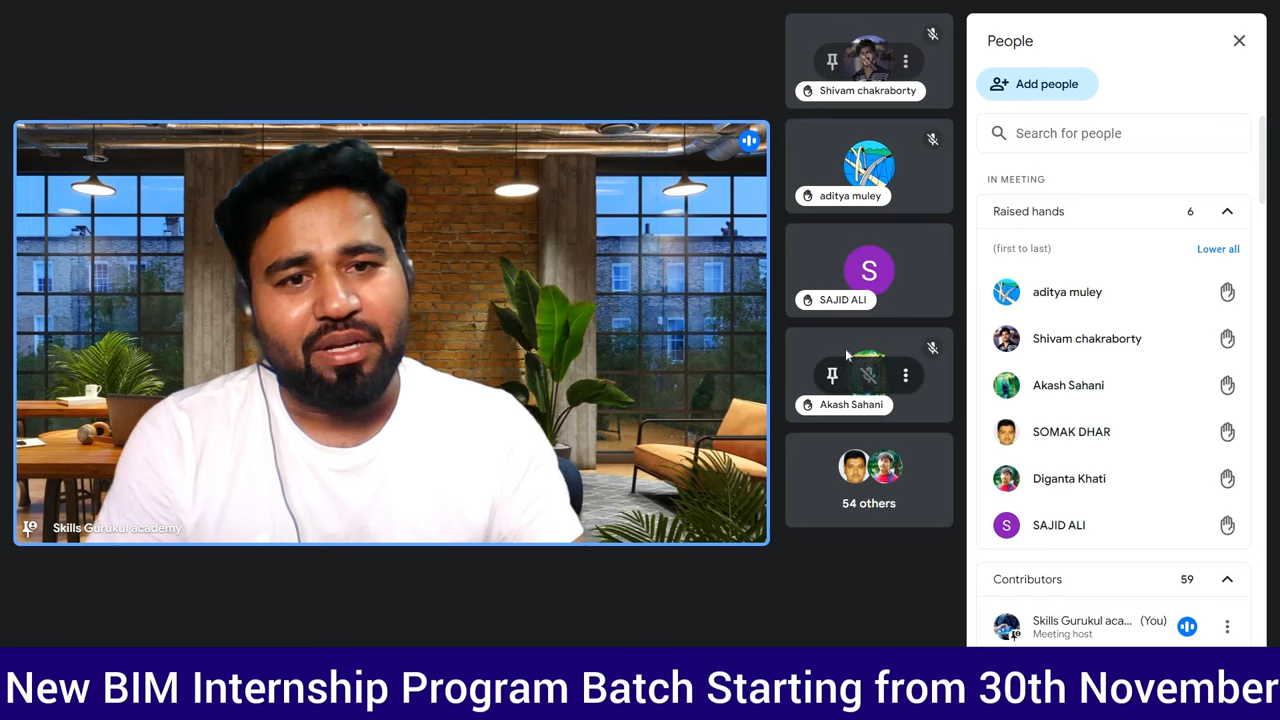 Skills Gurukul academy
Shivam chakraborty
aditya muley
S
SAJID ALI
Akash Sahani
54 others
People
Add people
Search for people
IN MEETING
Raised hands 6
(first to last) Lower all
aditya muley
Shivam chakraborty
Akash Sahani
SOMAK DHAR
Diganta Khati
S SAJID ALI
Contributors 59
Skills Gurukul aca... (You)
Meeting host
New BIM Internship Program Batch Starting from 30th November